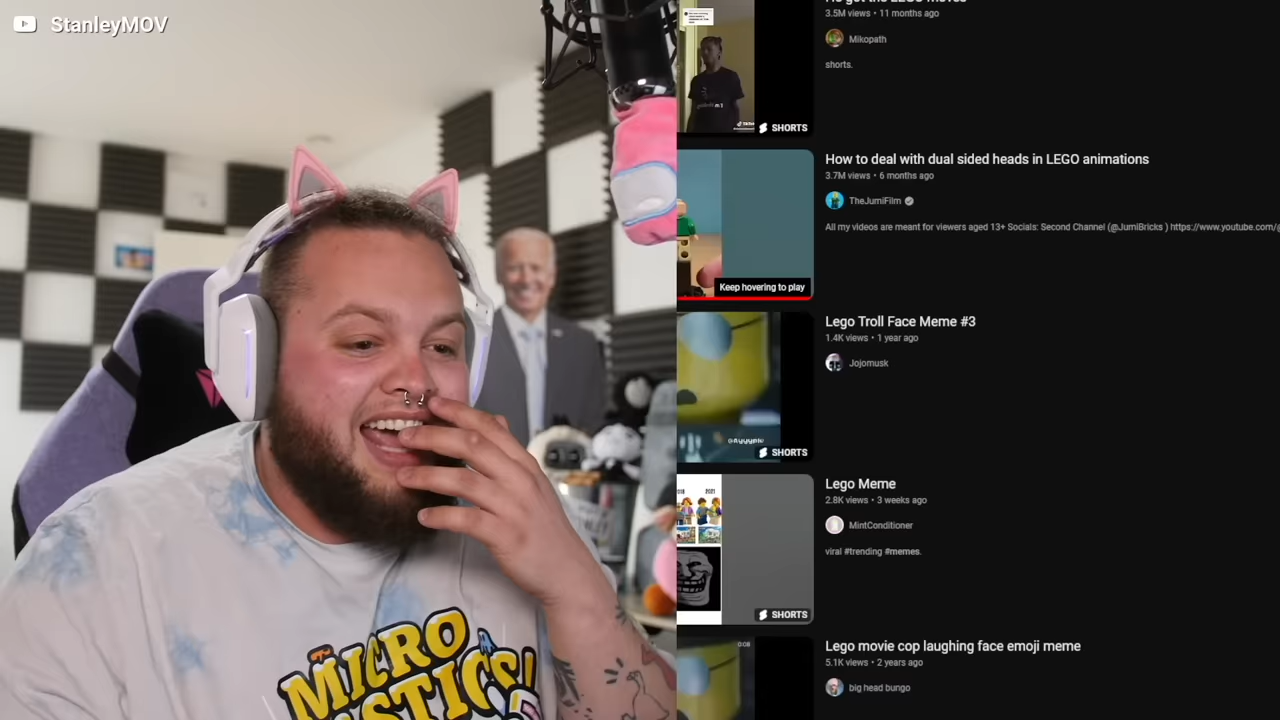 StanleyMOV
3.5M views • 11 months ago
Mikopath
shorts.
SHORTS
How to deal with dual sided heads in LEGO animations
3.7M views • 6 months ago
TheJumiFilm
All my videos are meant for viewers aged 13+ Socials: Second Channel (@JumiBricks ) https://www.youtube.com/
Keep hovering to play
Lego Troll Face Meme #3
1.4K views • 1 year ago
Jojomusk
SHORTS
Lego Meme
2.8K views • 3 weeks ago
MintConditioner
viral #trending #memes.
2021
SHORTS
Lego movie cop laughing face emoji meme
5.1K views • 2 years ago
big head bungo
MICRO